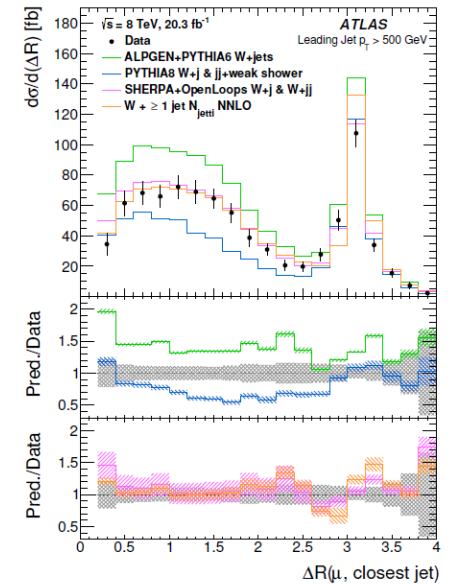 dσ/d(ΔR) [fb]
√s = 8 TeV, 20.3 fb⁻¹
ATLAS
Leading Jet p_T > 500 GeV
Data
ALPGEN+PYTHIA6 W+jets
PYTHIA8 W+j & jj+weak shower
SHERPA+OpenLoops W+j & W+jj
W + ≥ 1 jet N_jetti NNLO
180
160
140
120
100
80
60
40
20
Pred./Data
2
1.5
1
0.5
Pred./Data
2
1.5
1
0.5
0 0.5 1 1.5 2 2.5 3 3.5 4
ΔR(μ, closest jet)